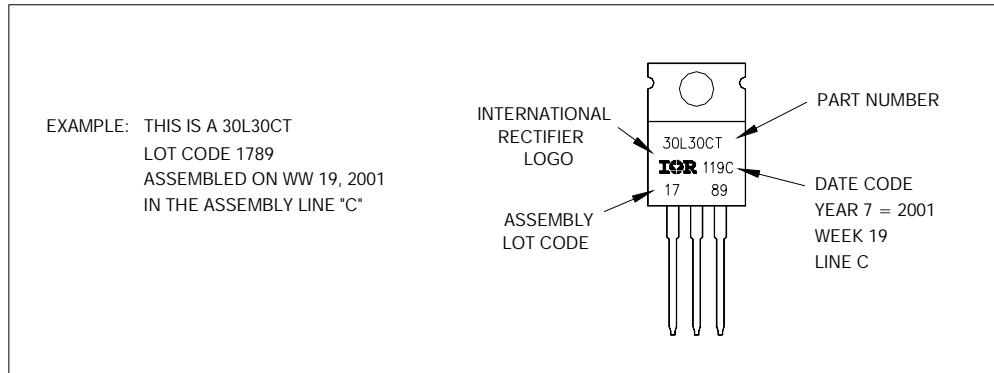 EXAMPLE: THIS IS A 30L30CT
LOT CODE 1789
ASSEMBLED ON WW 19, 2001
IN THE ASSEMBLY LINE "C"
INTERNATIONAL
RECTIFIER
LOGO
ASSEMBLY
LOT CODE
30L30CT
IOR 119C
17 89
PART NUMBER
DATE CODE
YEAR 7 = 2001
WEEK 19
LINE C